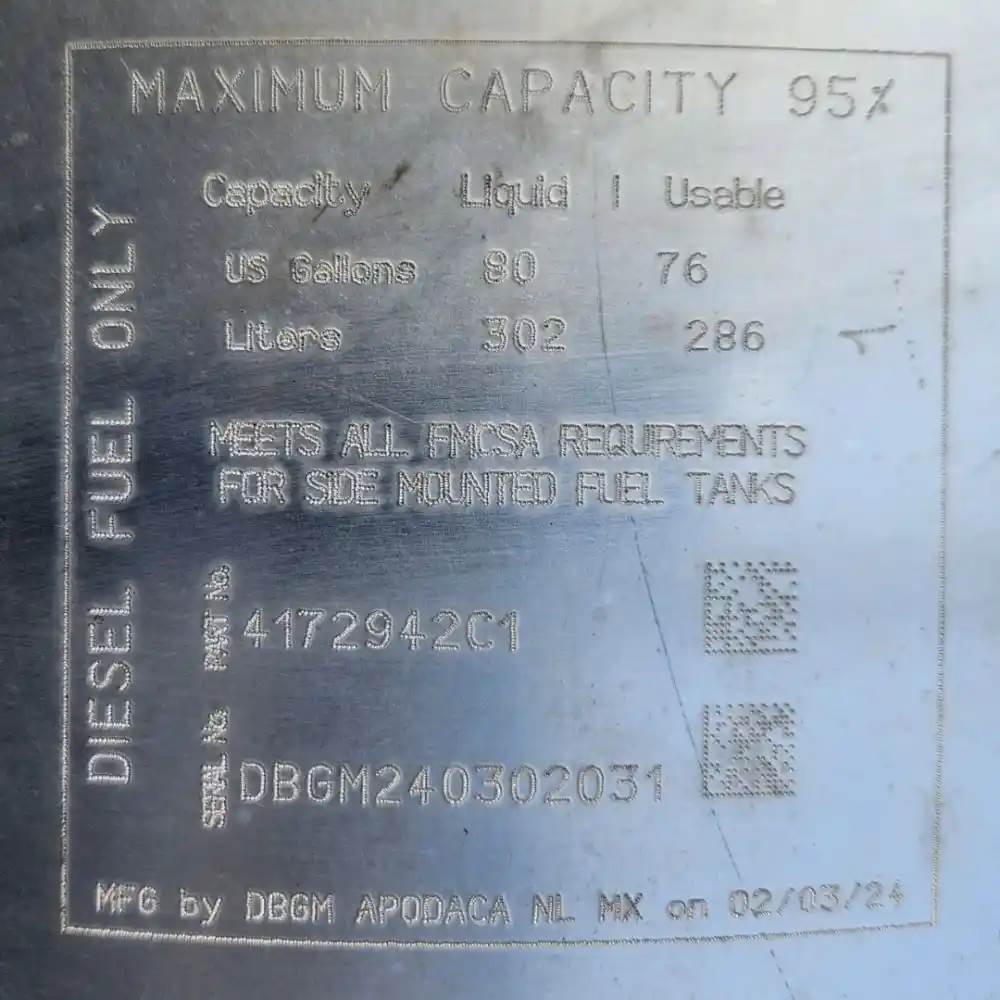 MAXIMUM CAPACITY 95%
Capacity Liquid | Usable
US Gallons 80 76
Liters 302 286
MEETS ALL FMCSA REQUIREMENTS
FOR SIDE MOUNTED FUEL TANKS
PART No. 4172942C1
SERIAL No DBGM240302031
MFG by DBGM APODACA NL MX on 02/03/24
DIESEL FUEL ONLY